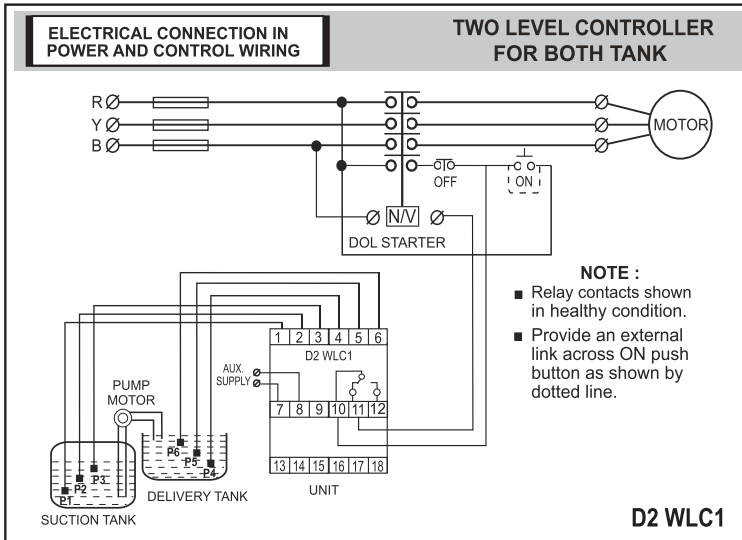 ELECTRICAL CONNECTION IN
POWER AND CONTROL WIRING
TWO LEVEL CONTROLLER
FOR BOTH TANK
R
Y
B
MOTOR
OFF
ON
N/V
DOL STARTER
NOTE :
Relay contacts shown
in healthy condition.
Provide an external
link across ON push
button as shown by
dotted line.
1 2 3 4 5 6
D2 WLC1
AUX.
SUPPLY
7 8 9 10 11 12
13 14 15 16 17 18
UNIT
PUMP
MOTOR
P6
P5
P4
P3
P2
P1
DELIVERY TANK
SUCTION TANK
D2 WLC1